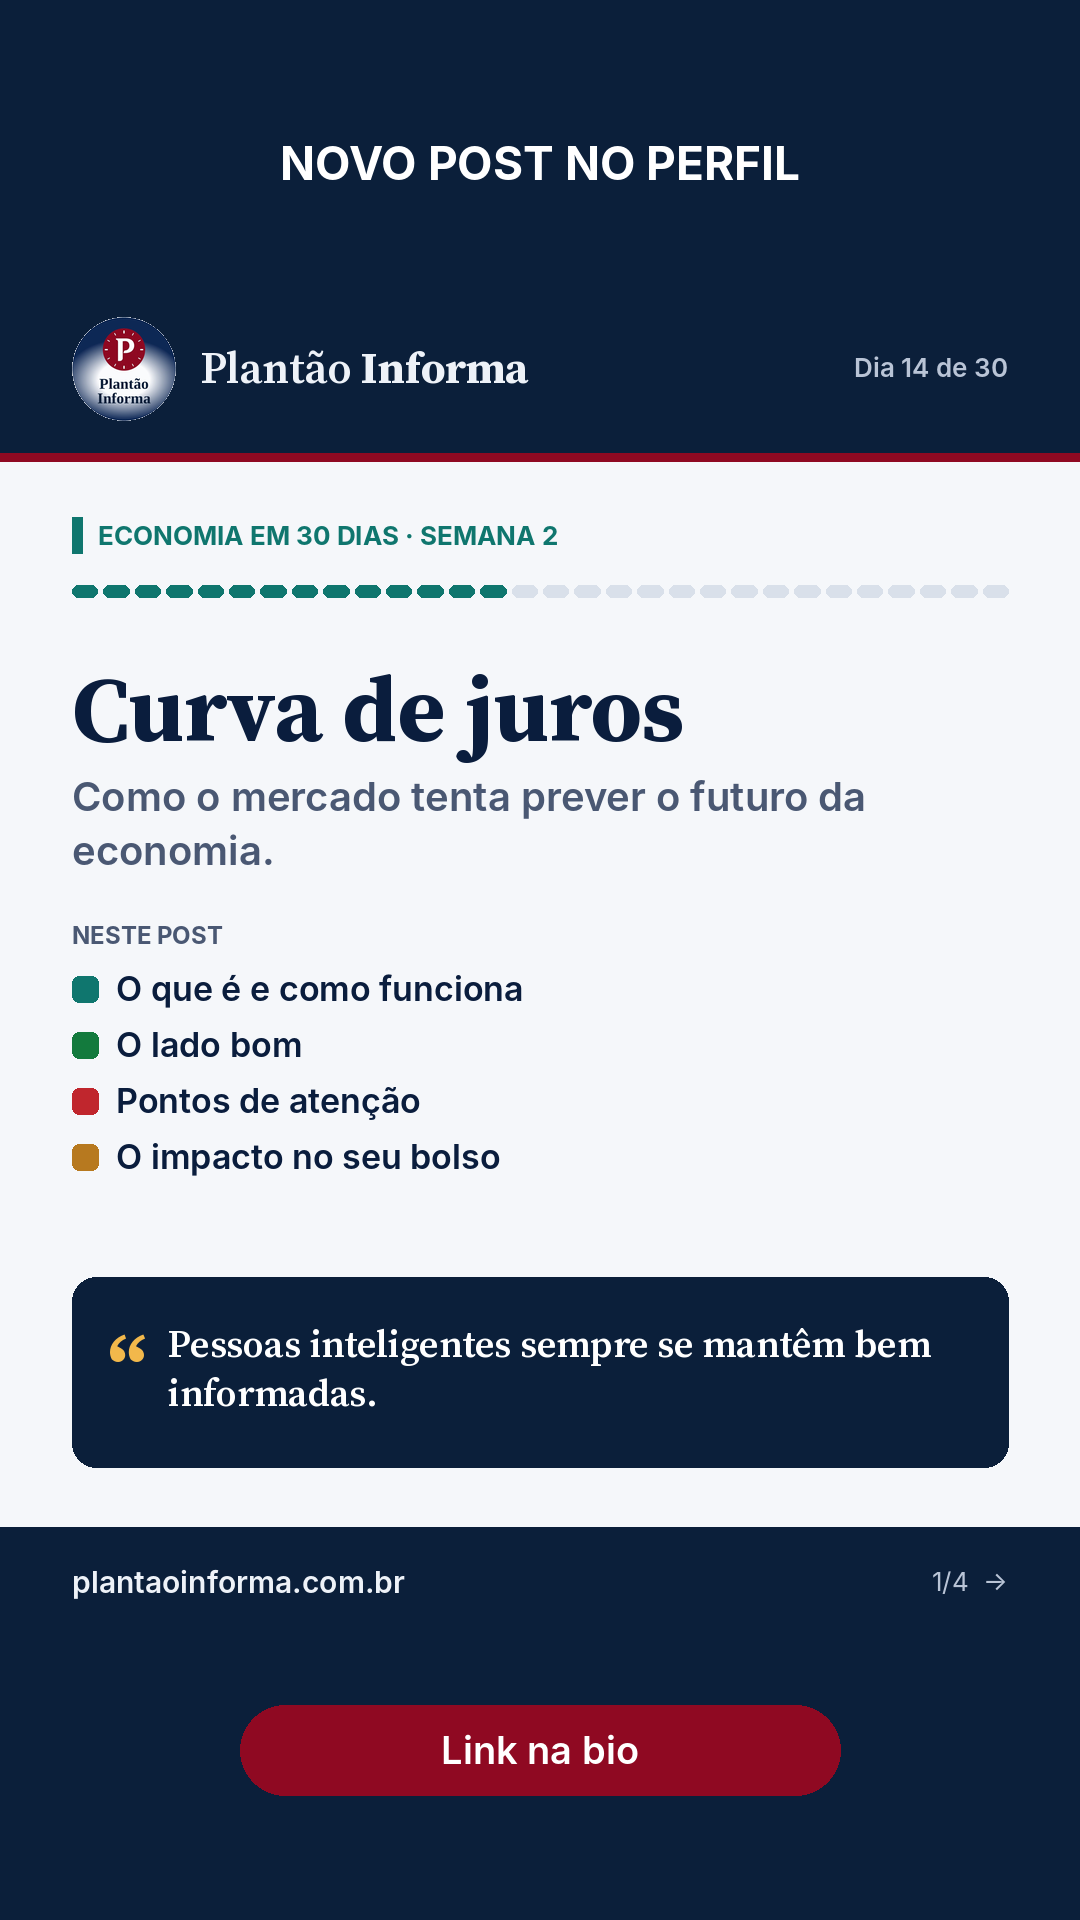 NOVO POST NO PERFIL
P
Plantão
Informa
Plantão Informa
Dia 14 de 30
ECONOMIA EM 30 DIAS · SEMANA 2
Curva de juros
Como o mercado tenta prever o futuro da
economia.
NESTE POST
O que é e como funciona
O lado bom
Pontos de atenção
O impacto no seu bolso
“ Pessoas inteligentes sempre se mantêm bem
informadas.
plantaoinforma.com.br
1/4 →
Link na bio